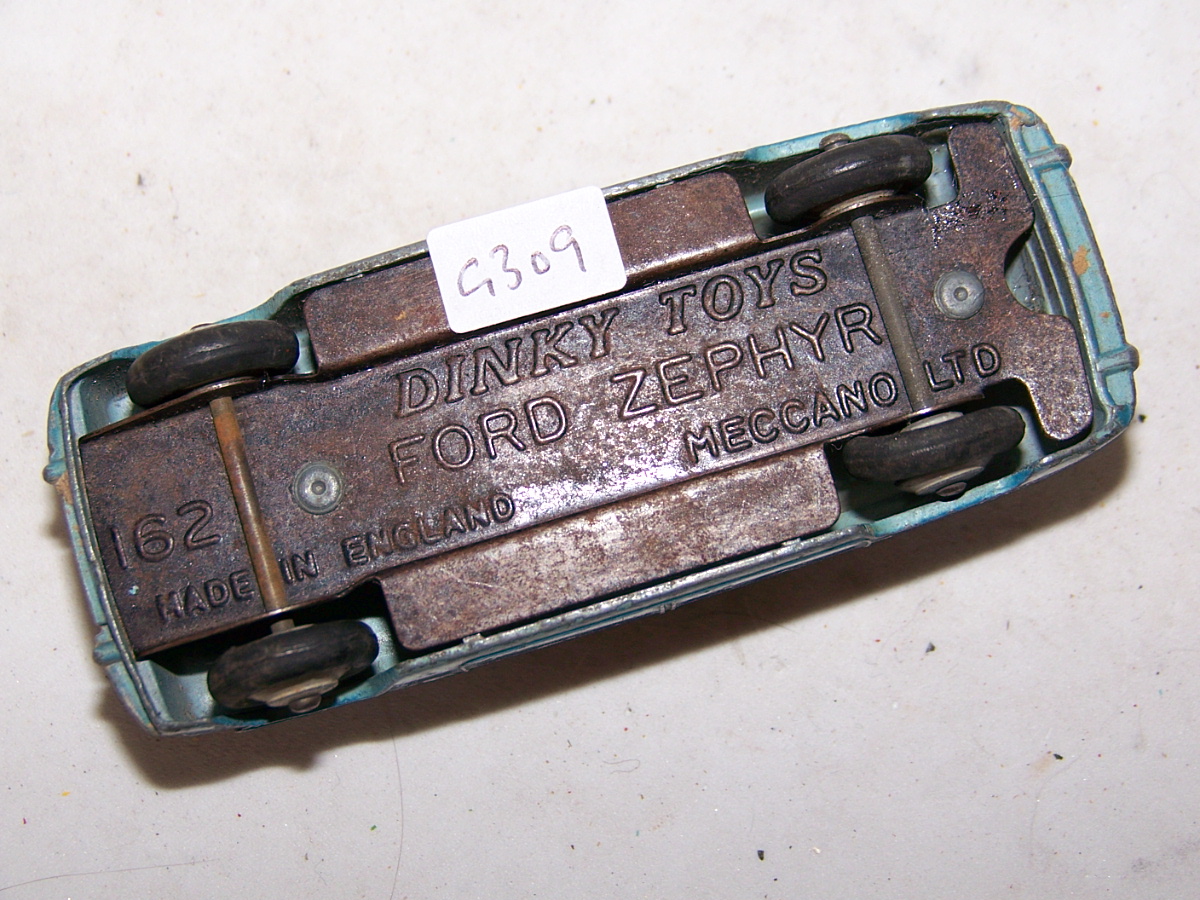 G309
DINKY TOYS
FORD ZEPHYR
MECCANO LTD
162
MADE IN ENGLAND